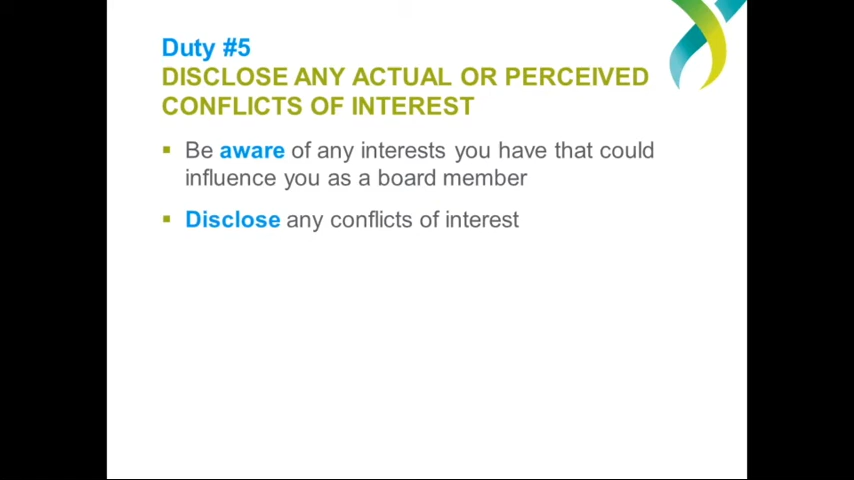 Duty #5
DISCLOSE ANY ACTUAL OR PERCEIVED
CONFLICTS OF INTEREST
▪ Be aware of any interests you have that could
influence you as a board member
▪ Disclose any conflicts of interest